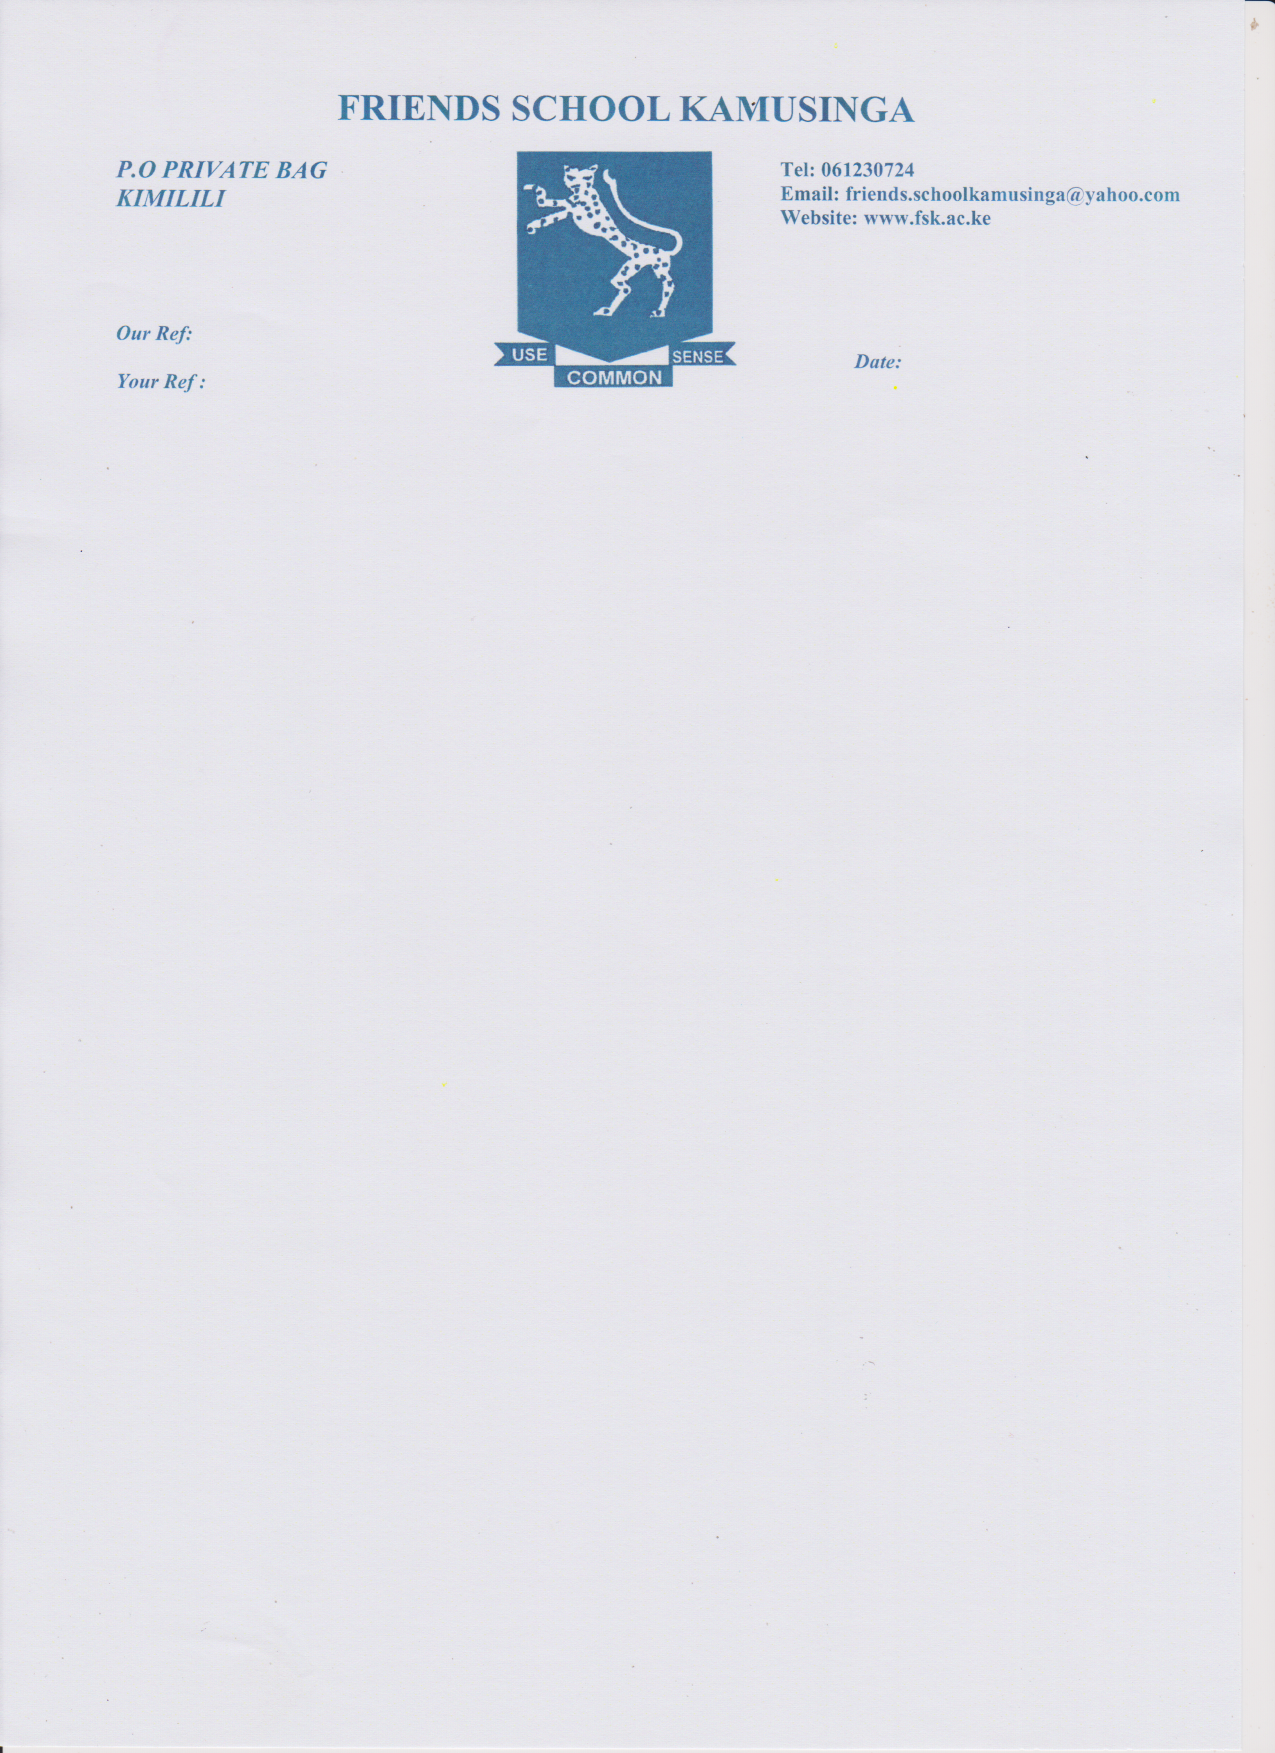 FRIENDS SCHOOL KAMUSINGA
P.O PRIVATE BAG
KIMILILI
Tel: 061230724
Email: friends.schoolkamusinga@yahoo.com
Website: www.fsk.ac.ke
Our Ref:
Your Ref :
USE COMMON SENSE
Date: